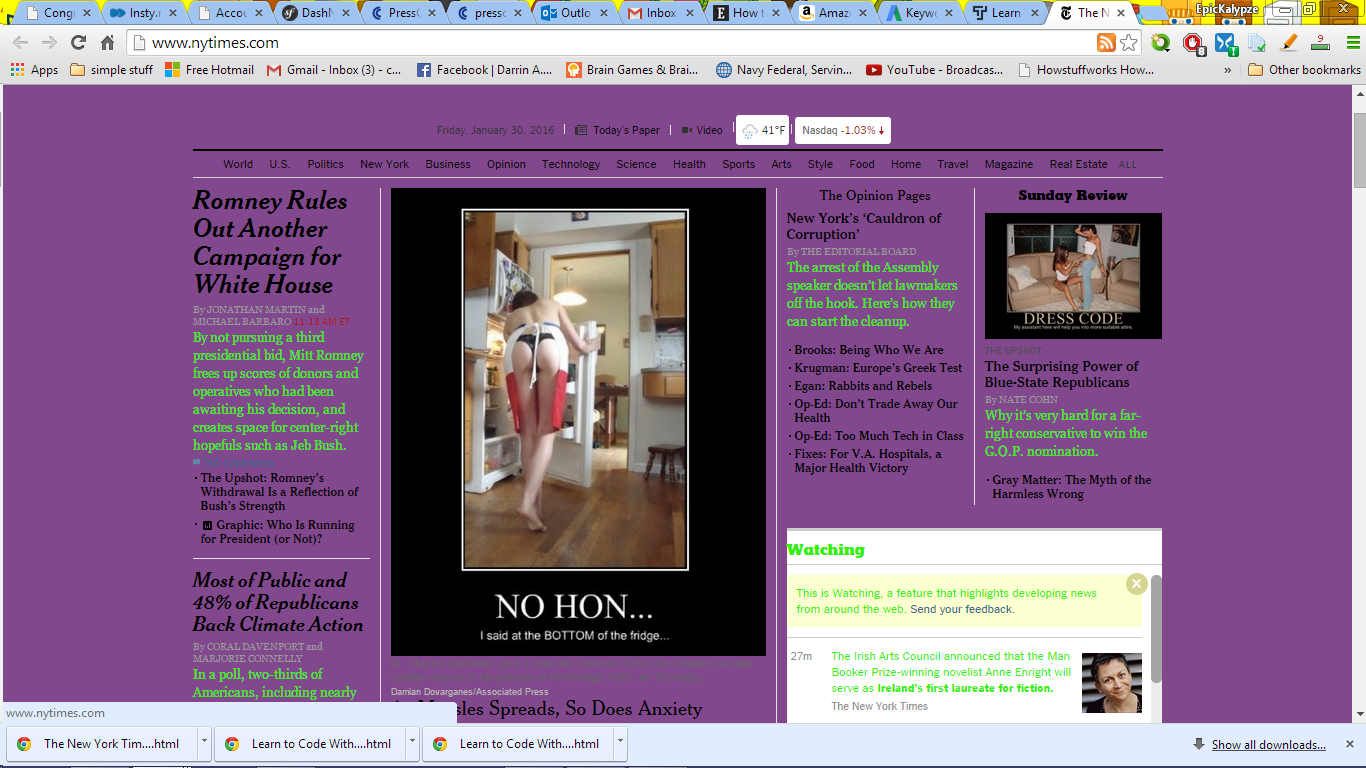 Cong
Insty.r
Accou
DashN
PressC
pressc
Outlo
Inbox
How t
Amaz
Keywo
Learn
The N
EpicKalypze
www.nytimes.com
9
Apps
simple stuff
Free Hotmail
Gmail - Inbox (3) - c...
Facebook | Darrin A....
Brain Games & Brai...
Navy Federal, Servin...
YouTube - Broadcas...
Howstuffworks How...
»
Other bookmarks
Friday, January 30, 2016
Today's Paper
Video
41°F
Nasdaq -1.03%
World U.S. Politics New York Business Opinion Technology Science Health Sports Arts Style Food Home Travel Magazine Real Estate ALL
Romney Rules
Out Another
Campaign for
White House
By JONATHAN MARTIN and
MICHAEL BARBARO 11:13 AM ET
By not pursuing a third
presidential bid, Mitt Romney
frees up scores of donors and
operatives who had been
awaiting his decision, and
creates space for center-right
hopefuls such as Jeb Bush.
· The Upshot: Romney's
Withdrawal Is a Reflection of
Bush's Strength
· Graphic: Who Is Running
for President (or Not)?
Most of Public and
48% of Republicans
Back Climate Action
By CORAL DAVENPORT and
MARJORIE CONNELLY
In a poll, two-thirds of
Americans, including nearly
NO HON...
I said at the BOTTOM of the fridge...
Damian Dovarganes/Associated Press
Spreads, So Does Anxiety
The Opinion Pages
New York's 'Cauldron of
Corruption'
By THE EDITORIAL BOARD
The arrest of the Assembly
speaker doesn't let lawmakers
off the hook. Here's how they
can start the cleanup.
· Brooks: Being Who We Are
· Krugman: Europe's Greek Test
· Egan: Rabbits and Rebels
· Op-Ed: Don't Trade Away Our
Health
· Op-Ed: Too Much Tech in Class
· Fixes: For V.A. Hospitals, a
Major Health Victory
Sunday Review
DRESS CODE
My assistant here will help you into more suitable attire.
THE UPSHOT
The Surprising Power of
Blue-State Republicans
By NATE COHN
Why it's very hard for a far-
right conservative to win the
G.O.P. nomination.
· Gray Matter: The Myth of the
Harmless Wrong
Watching
This is Watching, a feature that highlights developing news
from around the web. Send your feedback.
27m
The Irish Arts Council announced that the Man
Booker Prize-winning novelist Anne Enright will
serve as Ireland's first laureate for fiction.
The New York Times
www.nytimes.com
The New York Tim....html
Learn to Code With....html
Learn to Code With....html
Show all downloads...